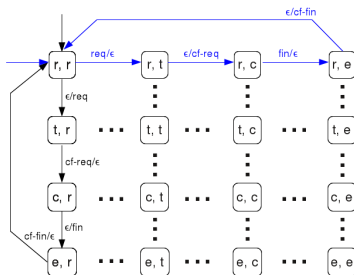 ϵ/cf-fin
r, r req/ϵ r, t ϵ/cf-req r, c fin/ϵ r, e
ϵ/req
t, r t, t t, c t, e
cf-req/ϵ
c, r c, t c, c c, e
cf-fin/ϵ ϵ/fin
e, r e, t e, c e, e